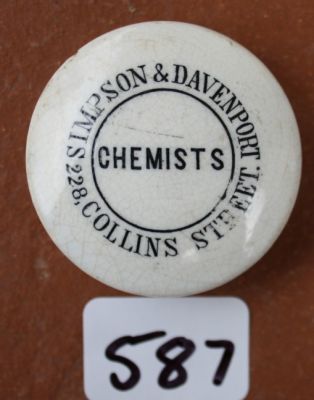 SIMPSON & DAVENPORT
CHEMISTS
228, COLLINS STREET.
587